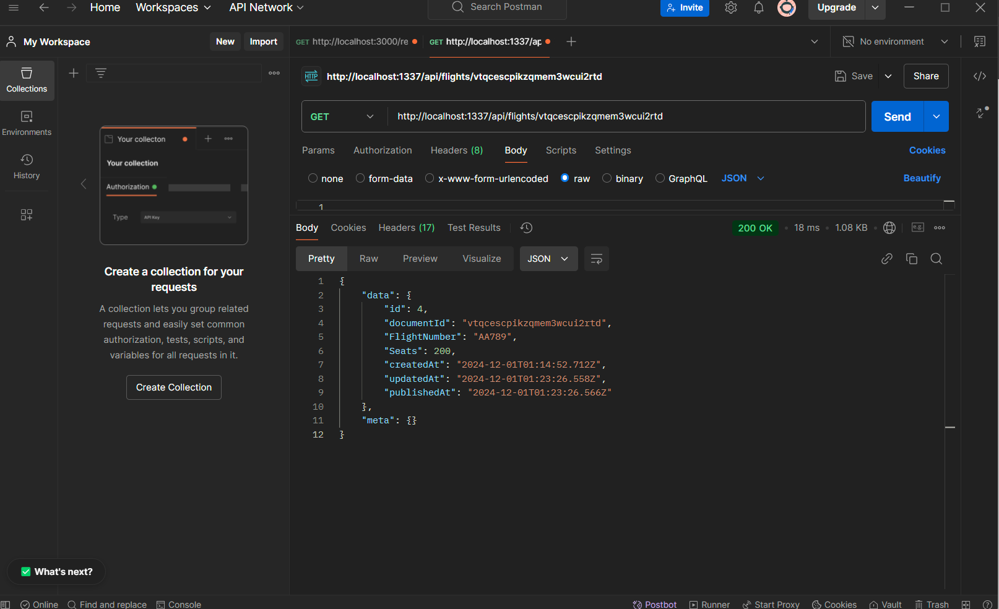 Home Workspaces API Network Search Postman Invite Upgrade
My Workspace New Import GET http://localhost:3000/re GET http://localhost:1337/ap No environment
Collections
Environments
History
Your collecton
Your collection
Authorization
Type API Key
Create a collection for your
requests
A collection lets you group related
requests and easily set common
authorization, tests, scripts, and
variables for all requests in it.
Create Collection
What's next?
HTTP http://localhost:1337/api/flights/vtqcescpikzqmem3wcui2rtd Save Share
GET http://localhost:1337/api/flights/vtqcescpikzqmem3wcui2rtd Send
Params Authorization Headers (8) Body Scripts Settings Cookies
none form-data x-www-form-urlencoded raw binary GraphQL JSON Beautify
1
Body Cookies Headers (17) Test Results 200 OK • 18 ms • 1.08 KB • e.g.
Pretty Raw Preview Visualize JSON
1 {
2 "data": {
3 "id": 4,
4 "documentId": "vtqcescpikzqmem3wcui2rtd",
5 "FlightNumber": "AA789",
6 "Seats": 200,
7 "createdAt": "2024-12-01T01:14:52.712Z",
8 "updatedAt": "2024-12-01T01:23:26.558Z",
9 "publishedAt": "2024-12-01T01:23:26.566Z"
10 },
11 "meta": {}
12 }
Online Find and replace Console Postbot Runner Start Proxy Cookies Vault Trash